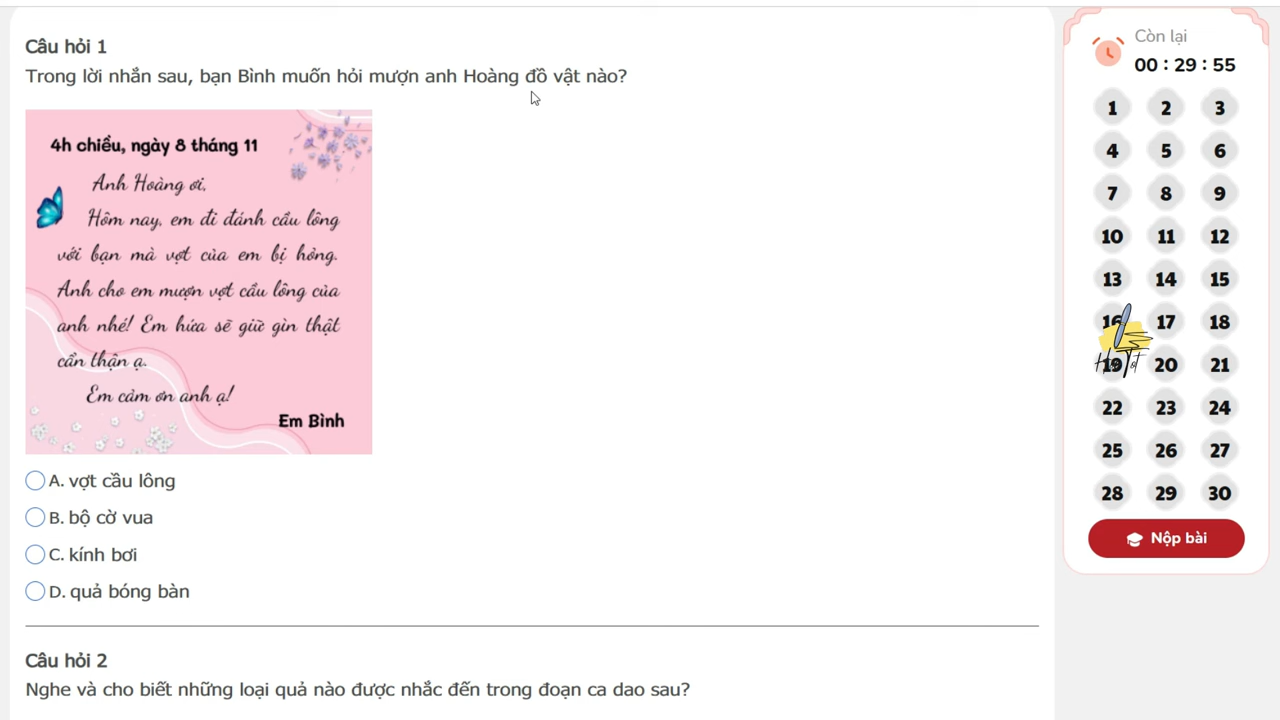 Câu hỏi 1
Trong lời nhắn sau, bạn Bình muốn hỏi mượn anh Hoàng đồ vật nào?
4h chiều, ngày 8 tháng 11
Anh Hoàng ơi,
Hôm nay, em đi đánh cầu lông
với bạn mà vợt của em bị hỏng.
Anh cho em mượn vợt cầu lông của
anh nhé! Em hứa sẽ giữ gìn thật
cẩn thận ạ.
Em cảm ơn anh ạ!
Em Bình
A. vợt cầu lông
B. bộ cờ vua
C. kính bơi
D. quả bóng bàn
Câu hỏi 2
Nghe và cho biết những loại quả nào được nhắc đến trong đoạn ca dao sau?
Còn lại
00 : 29 : 55
1 2 3
4 5 6
7 8 9
10 11 12
13 14 15
16 17 18
19 20 21
22 23 24
25 26 27
28 29 30
Nộp bài